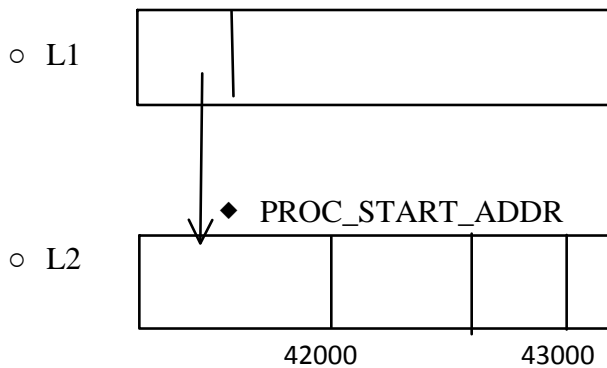 ○ L1
◆ PROC_START_ADDR
○ L2
42000 43000